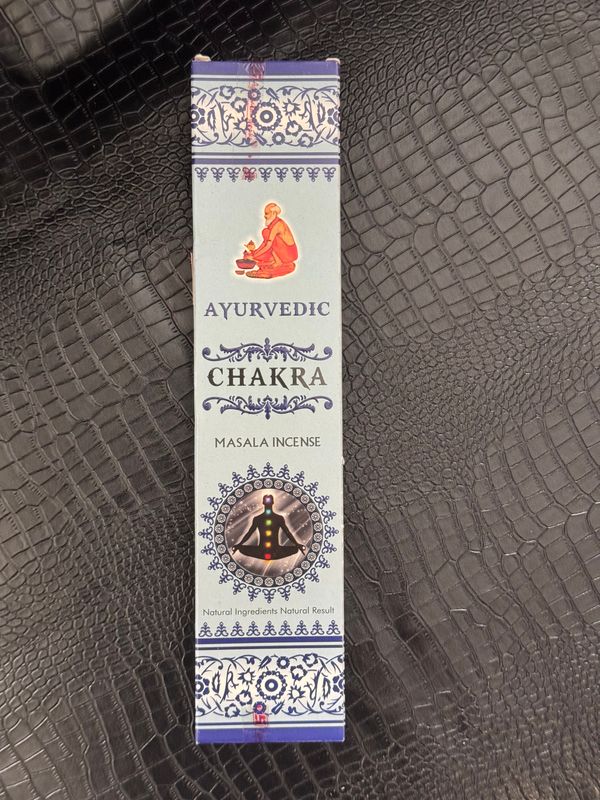 AYURVEDIC
CHAKRA
MASALA INCENSE
Natural Ingredients Natural Result